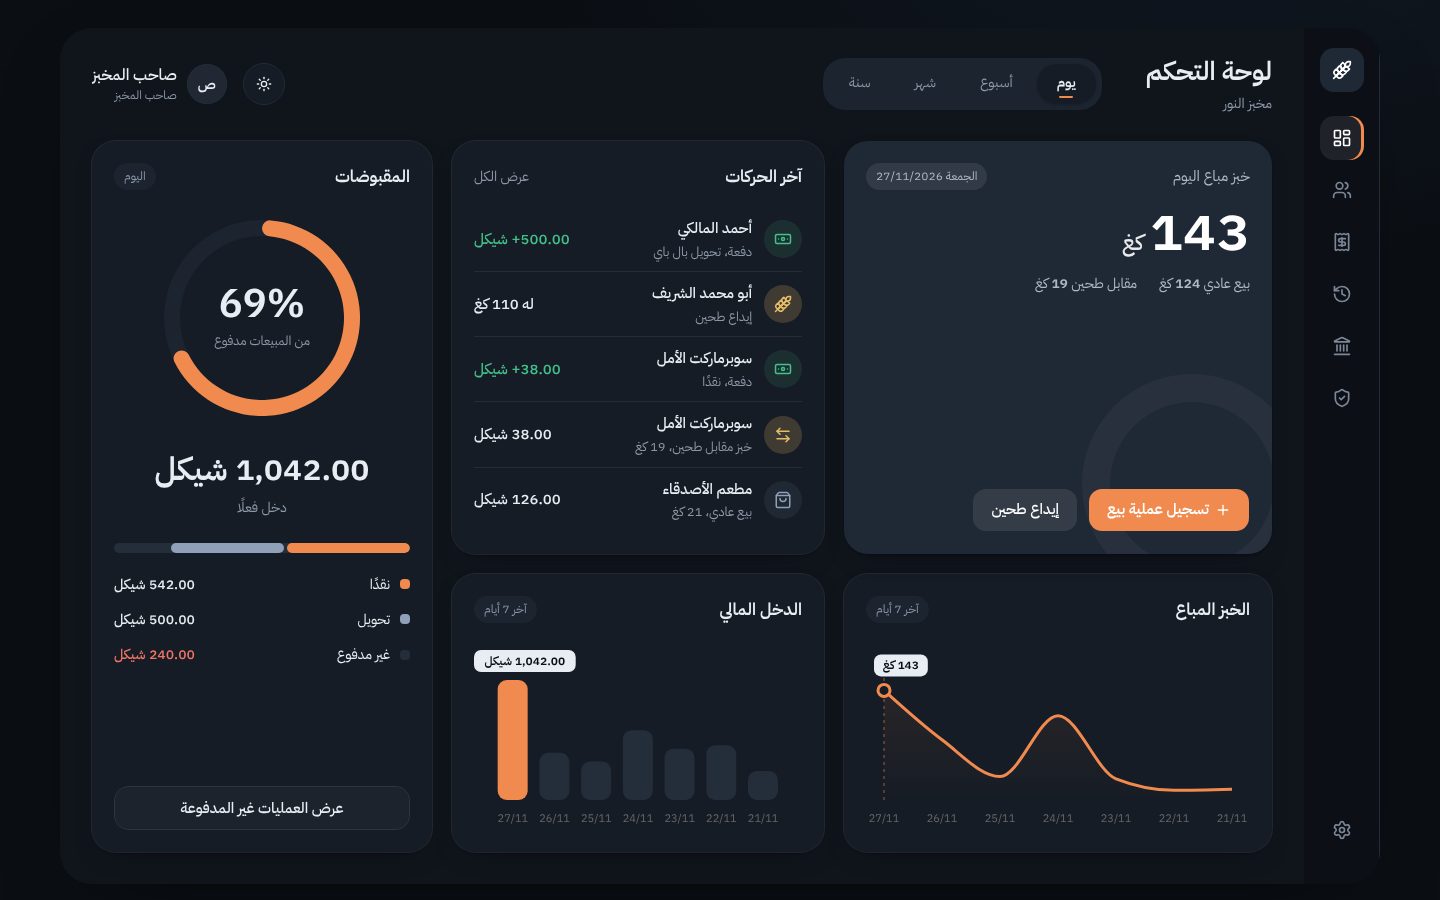 لوحة التحكم
مخبز النور
يوم
أسبوع
شهر
سنة
ص
صاحب المخبز
صاحب المخبز
خبز مباع اليوم
الجمعة 27/11/2026
143 كغ
بيع عادي 124 كغ
مقابل طحين 19 كغ
+ تسجيل عملية بيع
إيداع طحين
آخر الحركات
عرض الكل
أحمد المالكي
دفعة، تحويل بال باي
+500.00 شيكل
أبو محمد الشريف
إيداع طحين
له 110 كغ
سوبرماركت الأمل
دفعة، نقدًا
+38.00 شيكل
سوبرماركت الأمل
خبز مقابل طحين، 19 كغ
38.00 شيكل
مطعم الأصدقاء
بيع عادي، 21 كغ
126.00 شيكل
المقبوضات
اليوم
69%
من المبيعات مدفوع
1,042.00 شيكل
دخل فعلًا
نقدًا
542.00 شيكل
تحويل
500.00 شيكل
غير مدفوع
240.00 شيكل
عرض العمليات غير المدفوعة
الخبز المباع
آخر 7 أيام
143 كغ
21/11
22/11
23/11
24/11
25/11
26/11
27/11
الدخل المالي
آخر 7 أيام
1,042.00 شيكل
21/11
22/11
23/11
24/11
25/11
26/11
27/11